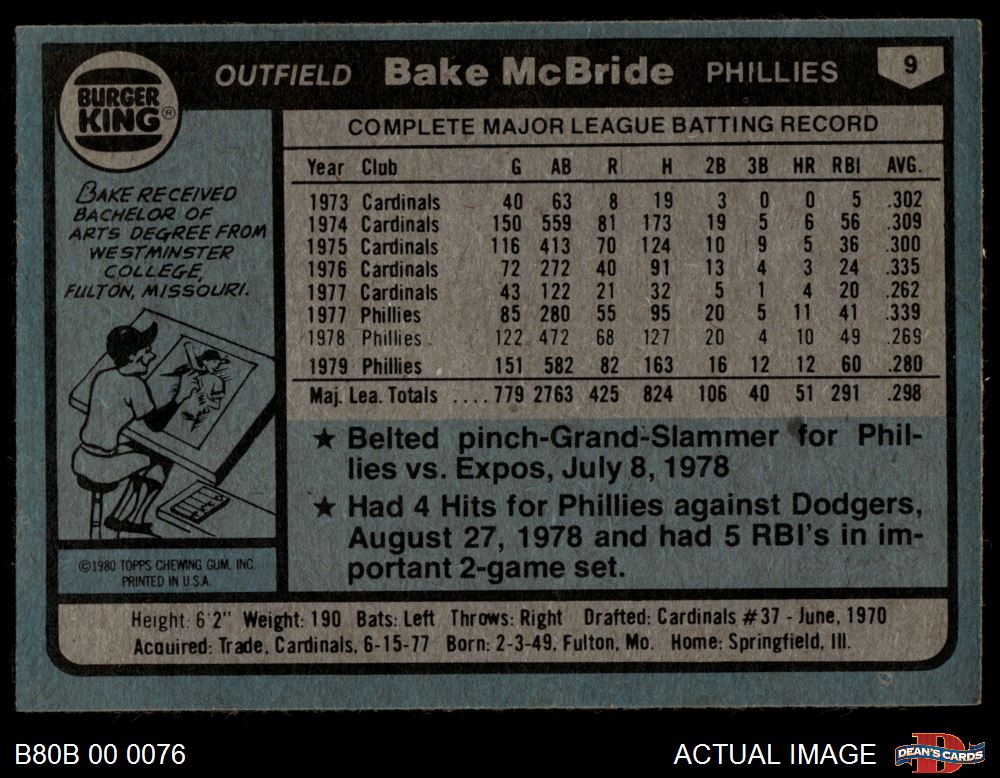 BURGER
KING®
OUTFIELD Bake McBride PHILLIES 9
BAKE RECEIVED
BACHELOR OF
ARTS DEGREE FROM
WESTMINSTER
COLLEGE,
FULTON, MISSOURI.
©1980 TOPPS CHEWING GUM, INC.
PRINTED IN U.S.A.
COMPLETE MAJOR LEAGUE BATTING RECORD
Year Club G AB R H 2B 3B HR RBI AVG.
1973 Cardinals 40 63 8 19 3 0 0 5 .302
1974 Cardinals 150 559 81 173 19 5 6 56 .309
1975 Cardinals 116 413 70 124 10 9 5 36 .300
1976 Cardinals 72 272 40 91 13 4 3 24 .335
1977 Cardinals 43 122 21 32 5 1 4 20 .262
1977 Phillies 85 280 55 95 20 5 11 41 .339
1978 Phillies 122 472 68 127 20 4 10 49 .269
1979 Phillies 151 582 82 163 16 12 12 60 .280
Maj. Lea. Totals .... 779 2763 425 824 106 40 51 291 .298
★ Belted pinch-Grand-Slammer for Phil-
lies vs. Expos, July 8, 1978
★ Had 4 Hits for Phillies against Dodgers,
August 27, 1978 and had 5 RBI's in im-
portant 2-game set.
Height: 6'2" Weight: 190 Bats: Left Throws: Right Drafted: Cardinals #37 - June, 1970
Acquired: Trade, Cardinals, 6-15-77 Born: 2-3-49, Fulton, Mo. Home: Springfield, Ill.
B80B 00 0076
ACTUAL IMAGE
DEAN'S CARDS